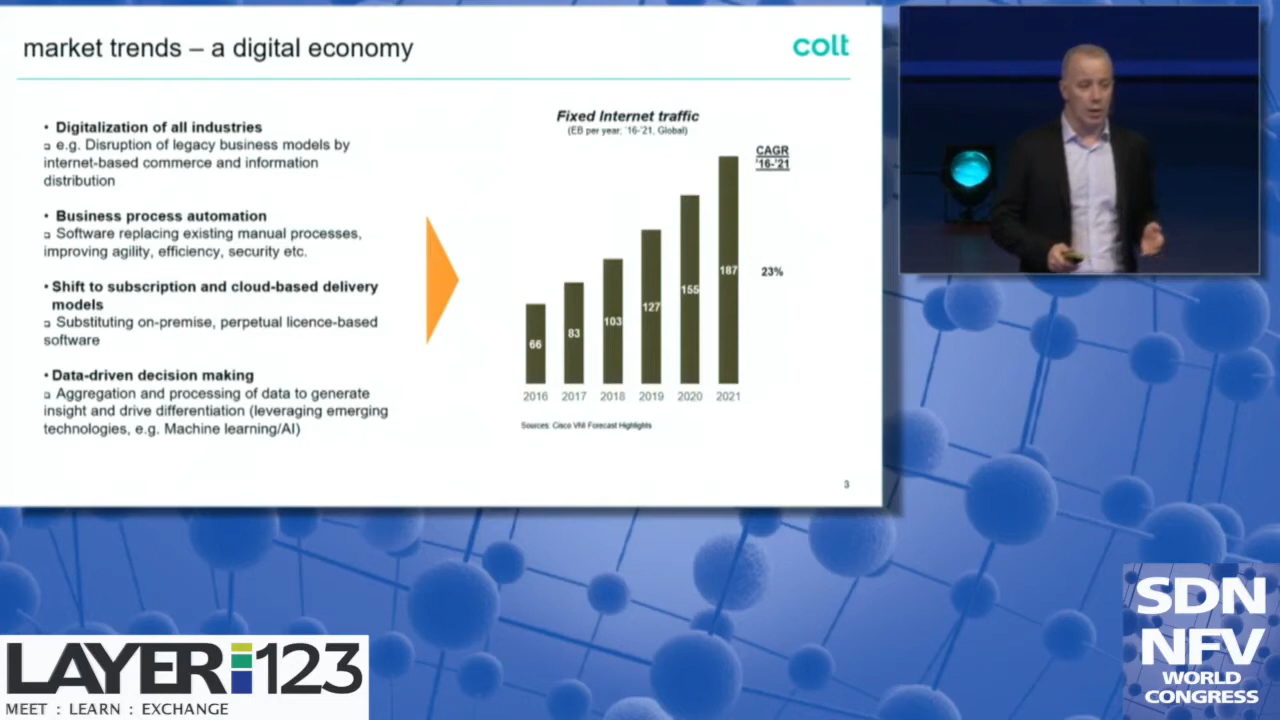 market trends – a digital economy
colt
• Digitalization of all industries
❏ e.g. Disruption of legacy business models by
internet-based commerce and information
distribution
• Business process automation
❏ Software replacing existing manual processes,
improving agility, efficiency, security etc.
• Shift to subscription and cloud-based delivery
models
❏ Substituting on-premise, perpetual licence-based
software
• Data-driven decision making
❏ Aggregation and processing of data to generate
insight and drive differentiation (leveraging emerging
technologies, e.g. Machine learning/AI)
Fixed Internet traffic
(EB per year; '16-'21, Global)
CAGR
'16-'21
66
83
103
127
155
187
23%
2016 2017 2018 2019 2020 2021
Sources: Cisco VNI Forecast Highlights
3
LAYER 123
MEET : LEARN : EXCHANGE
SDN
NFV
WORLD
CONGRESS